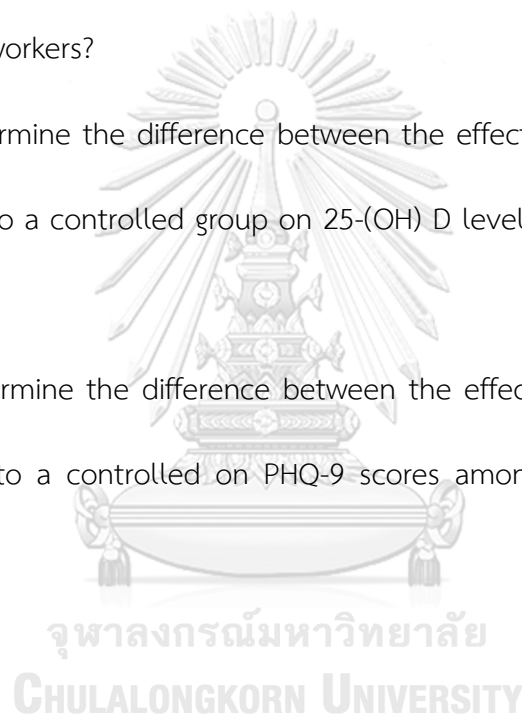 workers?
rmine the difference between the effect
o a controlled group on 25-(OH) D level
rmine the difference between the effec
to a controlled on PHQ-9 scores amon
จุฬาลงกรณ์มหาวิทยาลัย
CHULALONGKORN UNIVERSITY